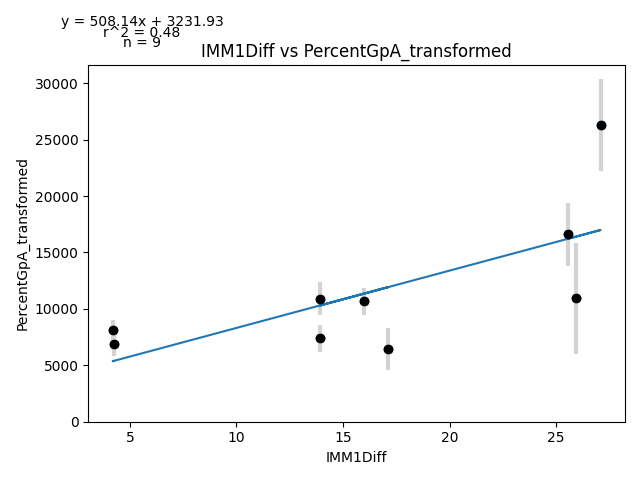 y = 508.14x + 3231.93
r^2 = 0.48
n = 9
IMM1Diff vs PercentGpA_transformed
30000
25000
20000
15000
10000
5000
0
PercentGpA_transformed
5 10 15 20 25
IMM1Diff